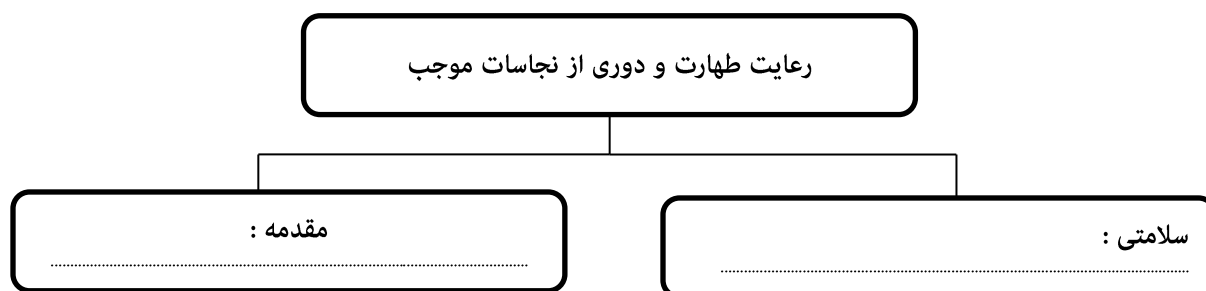 رعایت طهارت و دوری از نجاسات موجب
سلامتی :
مقدمه :